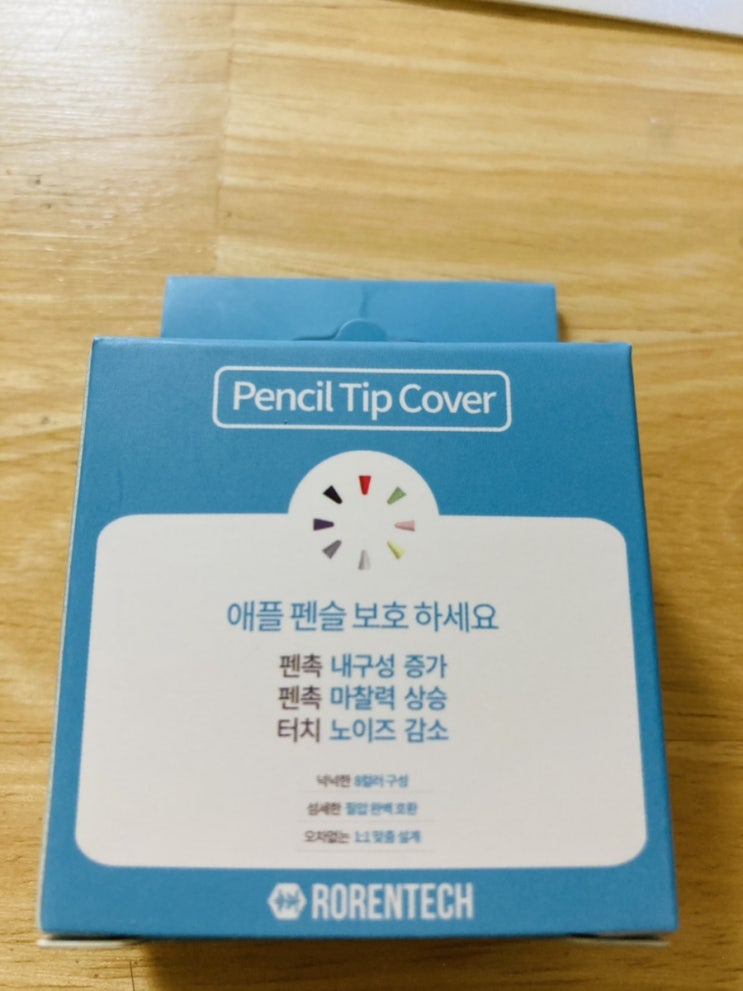 Pencil Tip Cover
애플 펜슬 보호 하세요
펜촉 내구성 증가
펜촉 마찰력 상승
터치 노이즈 감소
넉넉한 8컬러 구성
섬세한 필압 완벽 호환
오차없는 1:1 맞춤 설계
RORENTECH